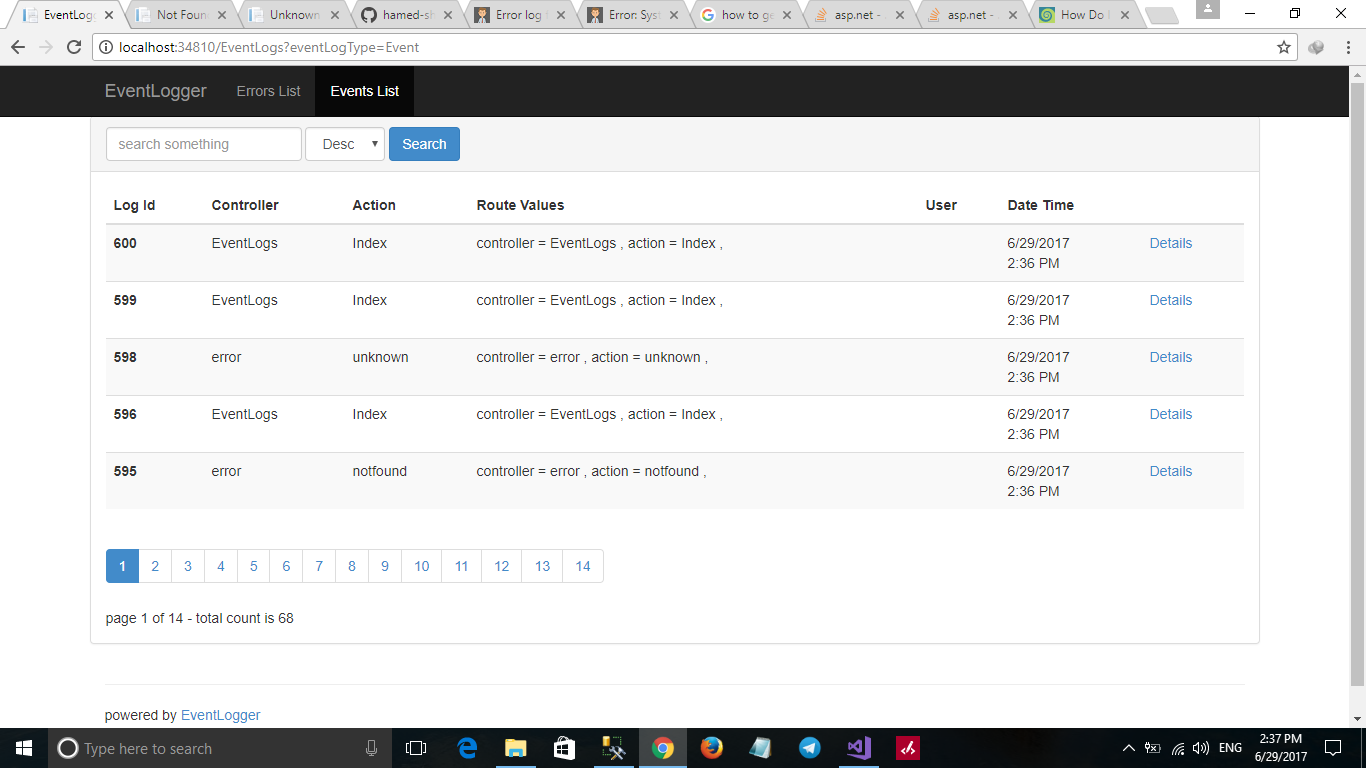 EventLogg Not Foun Unknown hamed-sh Error log Error: Syst how to ge asp.net - asp.net - How Do I
localhost:34810/EventLogs?eventLogType=Event
EventLogger Errors List Events List
search something Desc Search
Log Id Controller Action Route Values User Date Time
600 EventLogs Index controller = EventLogs , action = Index , 6/29/2017 Details
2:36 PM
599 EventLogs Index controller = EventLogs , action = Index , 6/29/2017 Details
2:36 PM
598 error unknown controller = error , action = unknown , 6/29/2017 Details
2:36 PM
596 EventLogs Index controller = EventLogs , action = Index , 6/29/2017 Details
2:36 PM
595 error notfound controller = error , action = notfound , 6/29/2017 Details
2:36 PM
1 2 3 4 5 6 7 8 9 10 11 12 13 14
page 1 of 14 - total count is 68
powered by EventLogger
Type here to search ENG 2:37 PM
6/29/2017